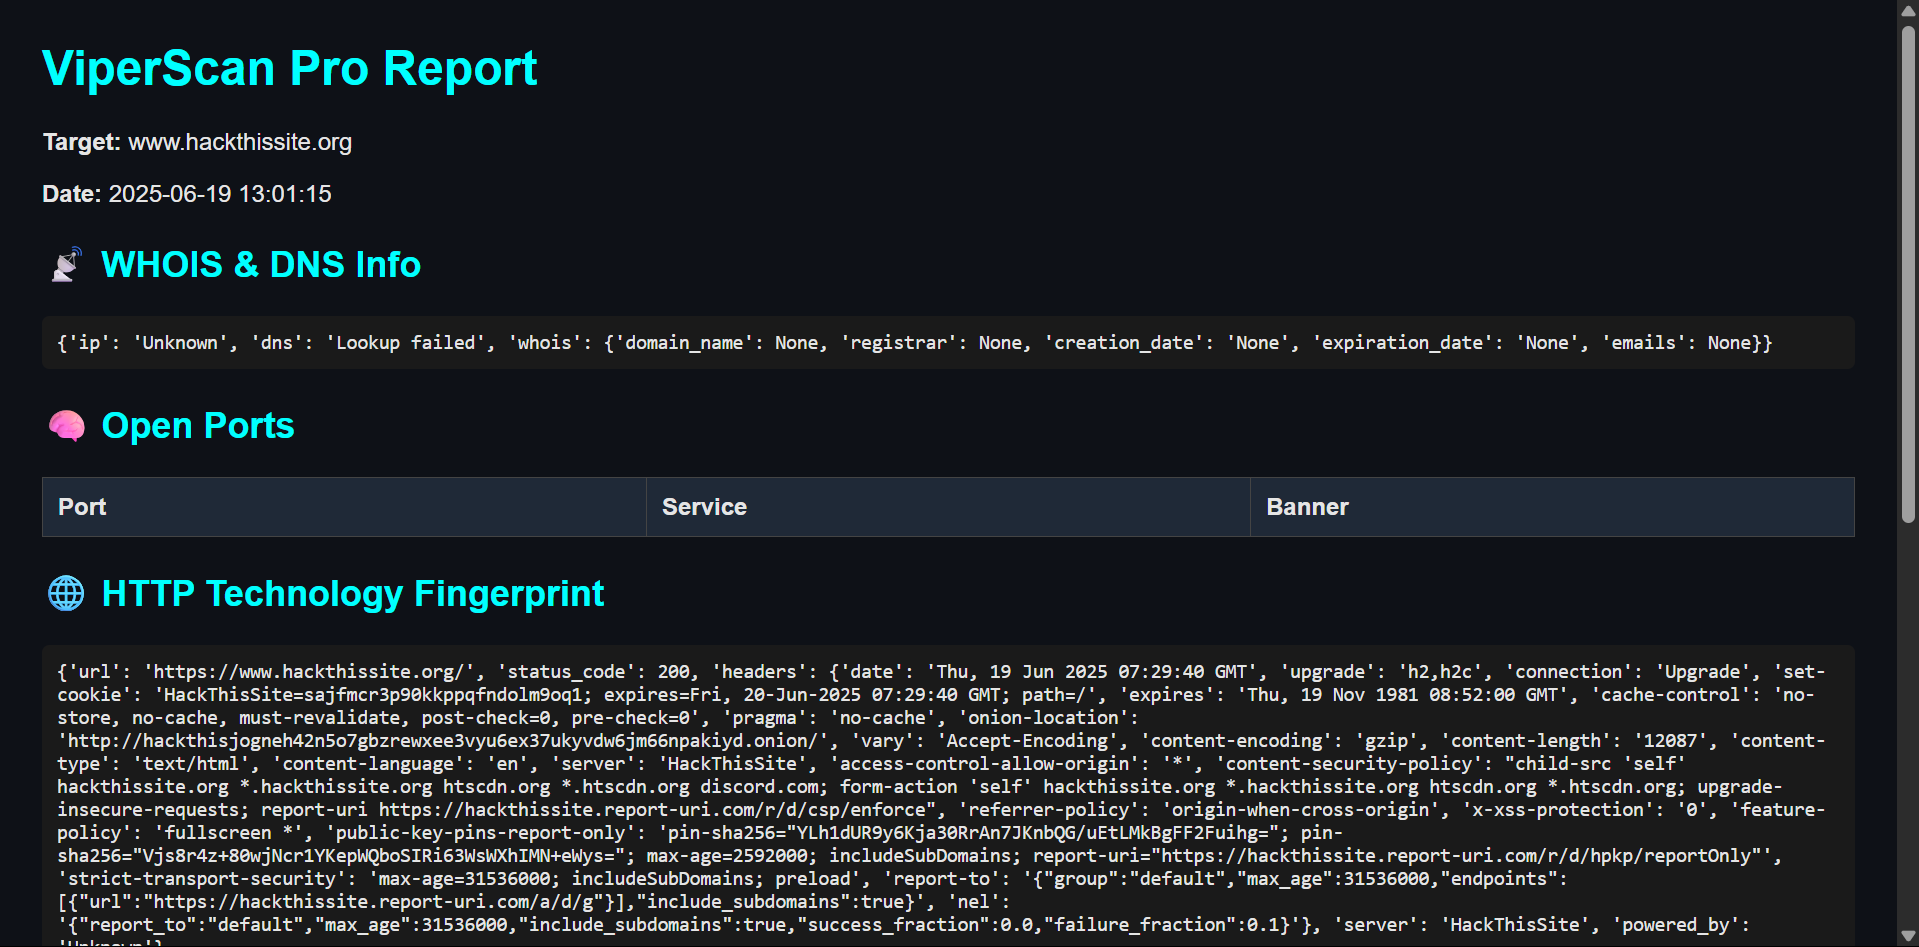 ViperScan Pro Report
Target: www.hackthissite.org
Date: 2025-06-19 13:01:15
WHOIS & DNS Info
{'ip': 'Unknown', 'dns': 'Lookup failed', 'whois': {'domain_name': None, 'registrar': None, 'creation_date': 'None', 'expiration_date': 'None', 'emails': None}}
Open Ports
Port Service Banner
HTTP Technology Fingerprint
{'url': 'https://www.hackthissite.org/', 'status_code': 200, 'headers': {'date': 'Thu, 19 Jun 2025 07:29:40 GMT', 'upgrade': 'h2,h2c', 'connection': 'Upgrade', 'set-
cookie': 'HackThisSite=sajfmcr3p90kkppqfndolm9oq1; expires=Fri, 20-Jun-2025 07:29:40 GMT; path=/', 'expires': 'Thu, 19 Nov 1981 08:52:00 GMT', 'cache-control': 'no-
store, no-cache, must-revalidate, post-check=0, pre-check=0', 'pragma': 'no-cache', 'onion-location':
'http://hackthisjogneh42n5o7gbzrewxee3vyu6ex37ukyvdw6jm66npakiyd.onion/', 'vary': 'Accept-Encoding', 'content-encoding': 'gzip', 'content-length': '12087', 'content-
type': 'text/html', 'content-language': 'en', 'server': 'HackThisSite', 'access-control-allow-origin': '*', 'content-security-policy': "child-src 'self'
hackthissite.org *.hackthissite.org htscdn.org *.htscdn.org discord.com; form-action 'self' hackthissite.org *.hackthissite.org htscdn.org *.htscdn.org; upgrade-
insecure-requests; report-uri https://hackthissite.report-uri.com/r/d/csp/enforce", 'referrer-policy': 'origin-when-cross-origin', 'x-xss-protection': '0', 'feature-
policy': 'fullscreen *', 'public-key-pins-report-only': 'pin-sha256="YLh1dUR9y6Kja30RrAn7JKnbQG/uEtLMkBgFF2Fuihg="; pin-
sha256="Vjs8r4z+80wjNcr1YKepWQboSIRi63WsWXhIMN+eWys="; max-age=2592000; includeSubDomains; report-uri="https://hackthissite.report-uri.com/r/d/hpkp/reportOnly"',
'strict-transport-security': 'max-age=31536000; includeSubDomains; preload', 'report-to': '{"group":"default","max_age":31536000,"endpoints":
[{"url":"https://hackthissite.report-uri.com/a/d/g"}],"include_subdomains":true}', 'nel':
'{"report_to":"default","max_age":31536000,"include_subdomains":true,"success_fraction":0.0,"failure_fraction":0.1}'}, 'server': 'HackThisSite', 'powered_by':
'Unknown'}